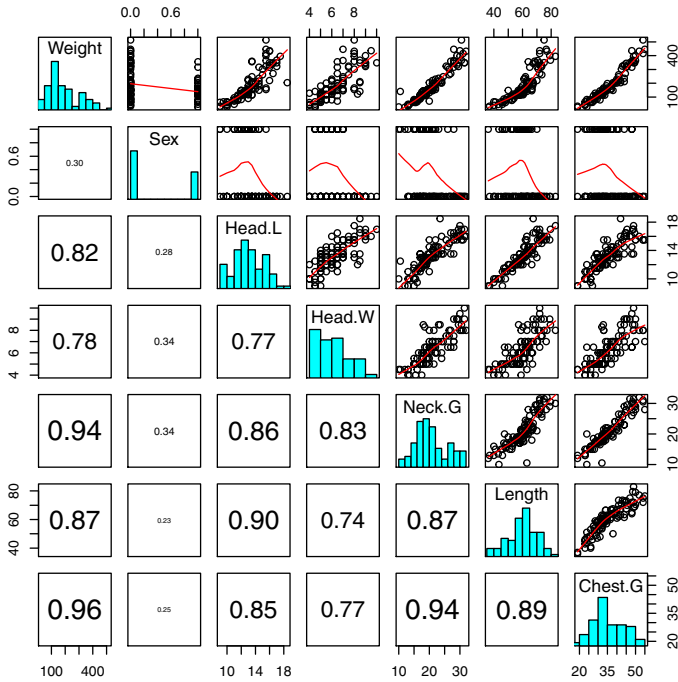 0.0 0.6 4 6 8 10 20 30 40 60 80
Weight
100 400
Sex
0.0 0.6
0.30
Head.L
10 14 18
0.82 0.28
Head.W
4 6 8
0.78 0.34 0.77
Neck.G
10 20 30
0.94 0.34 0.86 0.83
Length
40 60 80
0.87 0.23 0.90 0.74 0.87
Chest.G
20 35 50
0.96 0.25 0.85 0.77 0.94 0.89
100 400 10 14 18 10 20 30 20 35 50